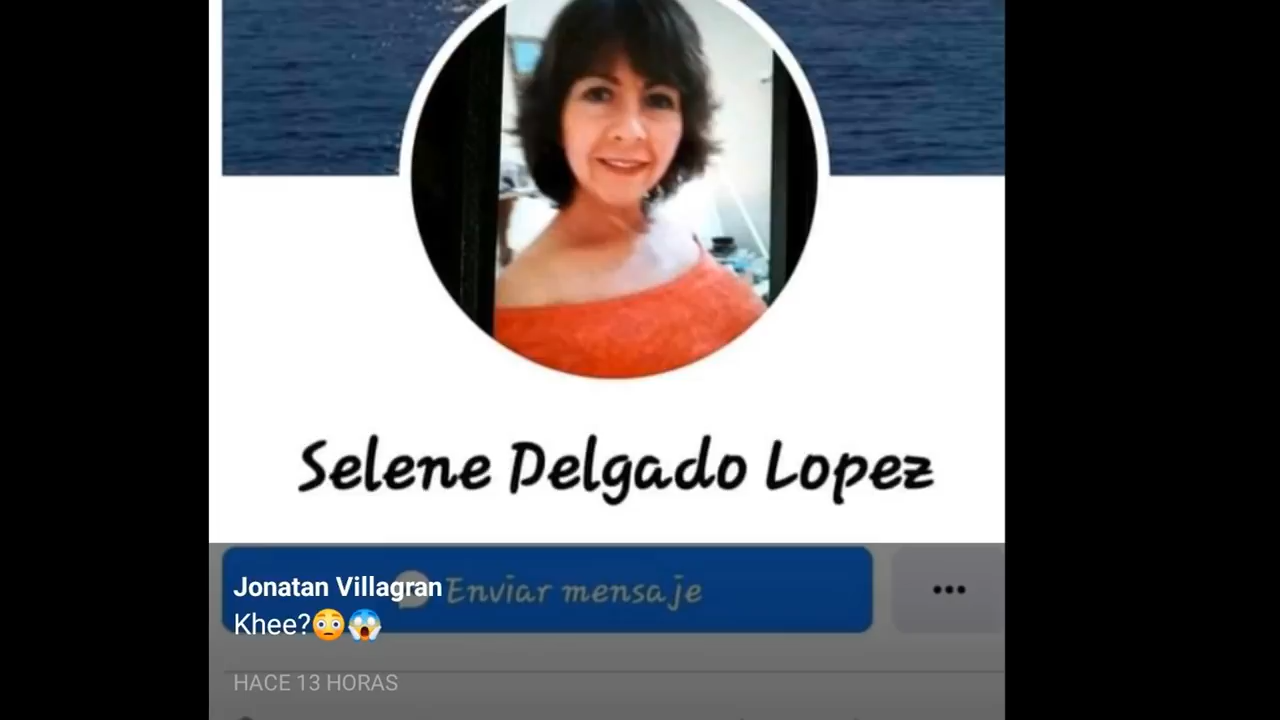 Selene Delgado Lopez
Enviar mensaje
Jonatan Villagran
Khee?😳😱
HACE 13 HORAS